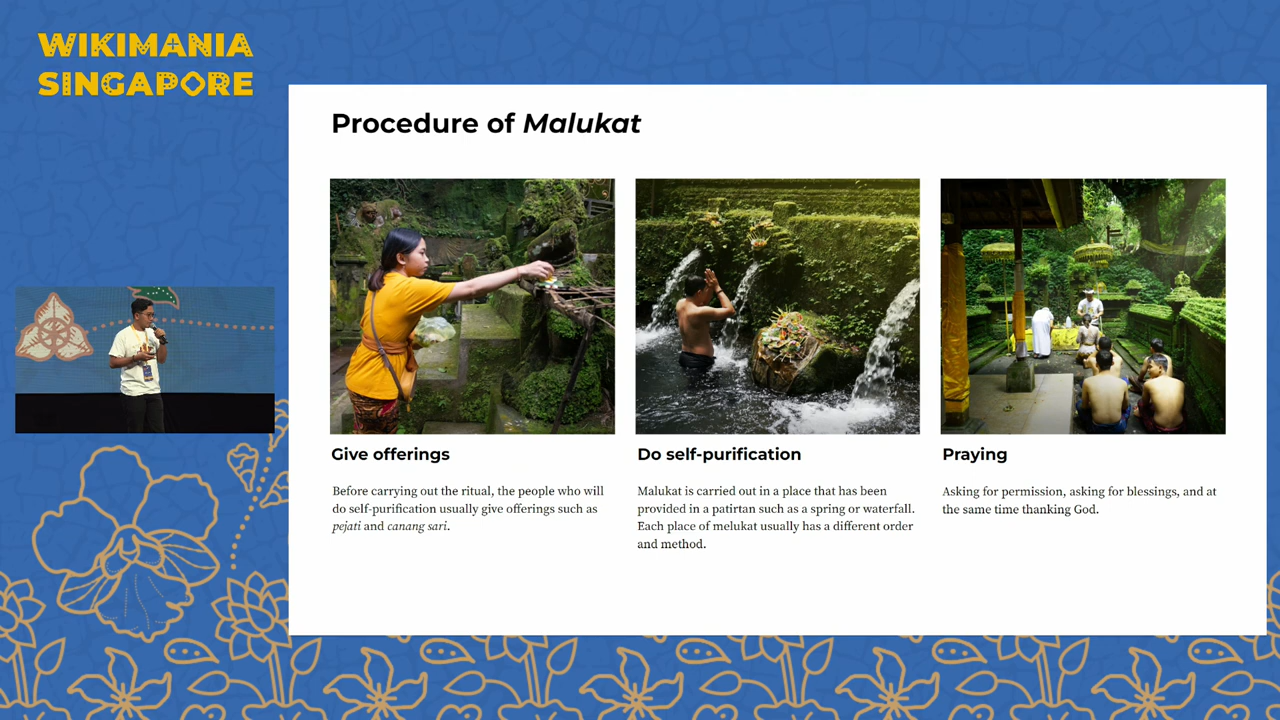 WIKIMANIA
SINGAPORE
Procedure of Malukat
Give offerings
Before carrying out the ritual, the people who will
do self-purification usually give offerings such as
pejati and canang sari.
Do self-purification
Malukat is carried out in a place that has been
provided in a patirtan such as a spring or waterfall.
Each place of melukat usually has a different order
and method.
Praying
Asking for permission, asking for blessings, and at
the same time thanking God.